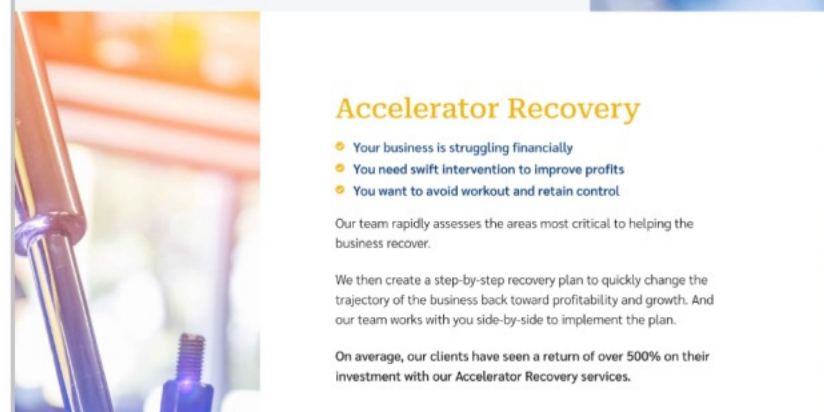 Accelerator Recovery
Your business is struggling financially
You need swift intervention to improve profits
You want to avoid workout and retain control
Our team rapidly assesses the areas most critical to helping the
business recover.
We then create a step-by-step recovery plan to quickly change the
trajectory of the business back toward profitability and growth. And
our team works with you side-by-side to implement the plan.
On average, our clients have seen a return of over 500% on their
investment with our Accelerator Recovery services.